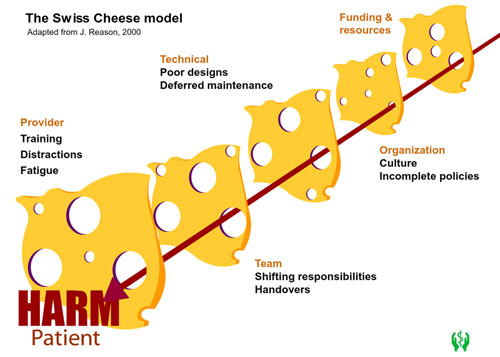 The Swiss Cheese model
Adapted from J. Reason, 2000
Funding &
resources
Technical
Poor designs
Deferred maintenance
Provider
Training
Distractions
Fatigue
Organization
Culture
Incomplete policies
Team
Shifting responsibilities
Handovers
HARM
Patient